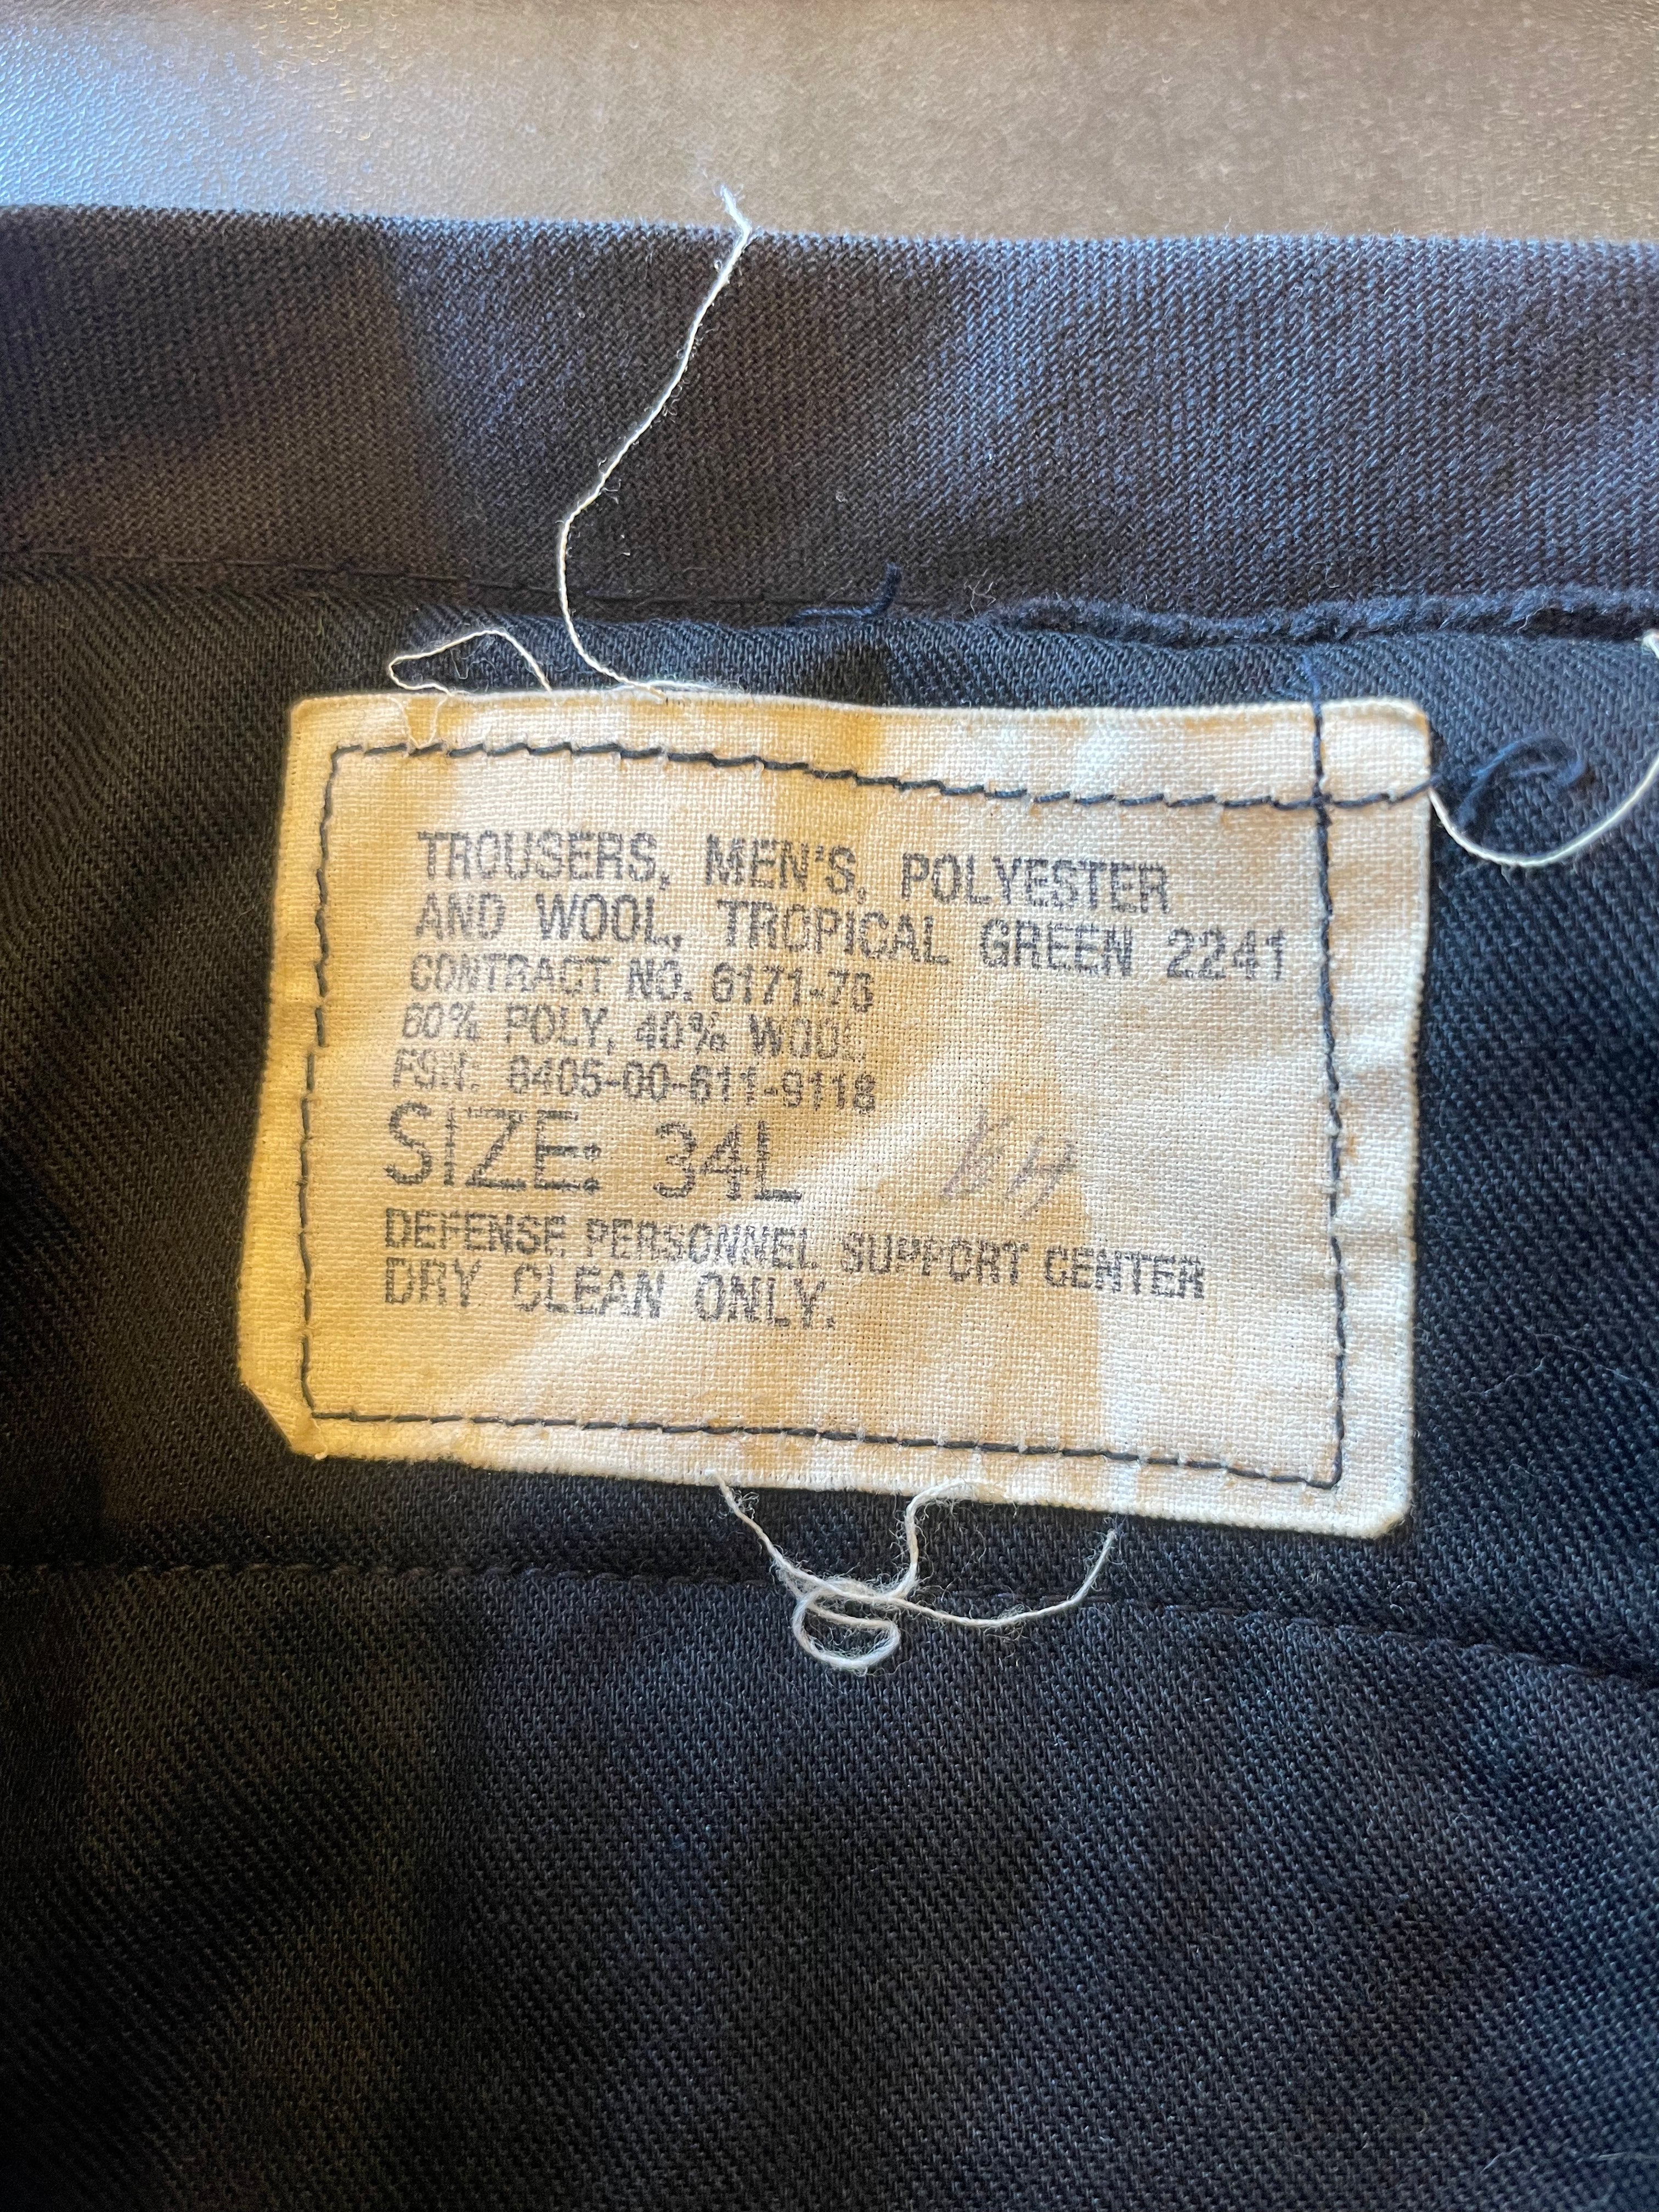 TROUSERS, MEN'S, POLYESTER
AND WOOL, TROPICAL GREEN 2241
CONTRACT NO. 6171-76
60% POLY, 40% WOOL
FSN: 8405-00-611-9118
SIZE: 34L
DEFENSE PERSONNEL SUPPORT CENTER
DRY CLEAN ONLY.